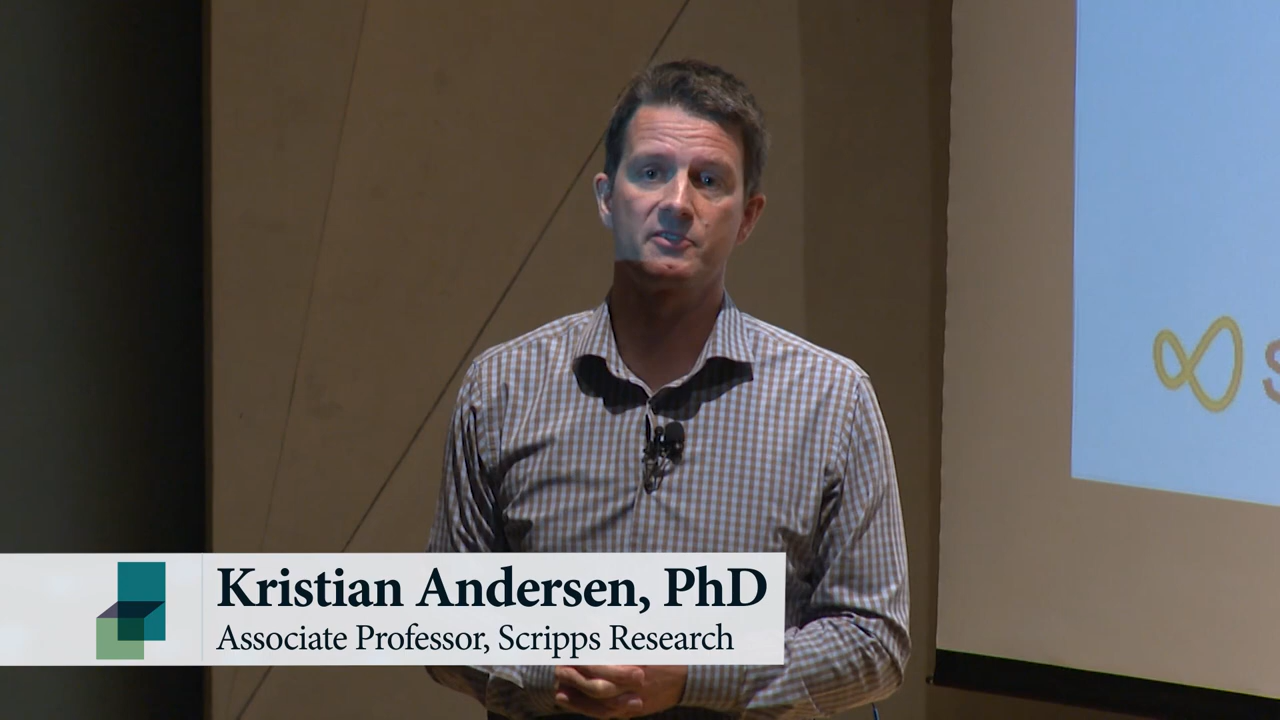 Kristian Andersen, PhD
Associate Professor, Scripps Research
S